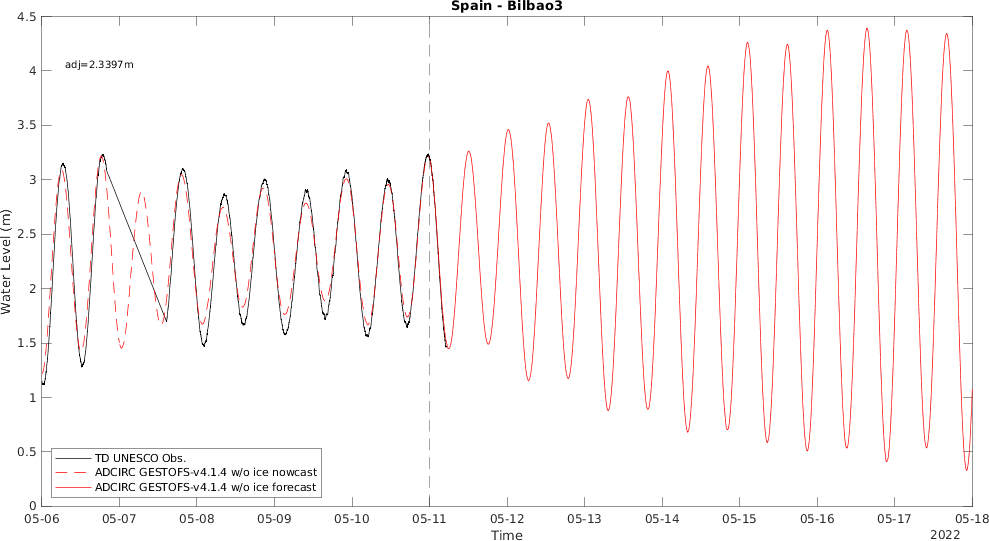 Spain - Bilbao3
adj=2.3397m
4.5
4
3.5
3
2.5
2
1.5
1
0.5
0
Water Level (m)
TD UNESCO Obs.
ADCIRC GESTOFS-v4.1.4 w/o ice nowcast
ADCIRC GESTOFS-v4.1.4 w/o ice forecast
05-06 05-07 05-08 05-09 05-10 05-11 05-12 05-13 05-14 05-15 05-16 05-17 05-18
Time
2022